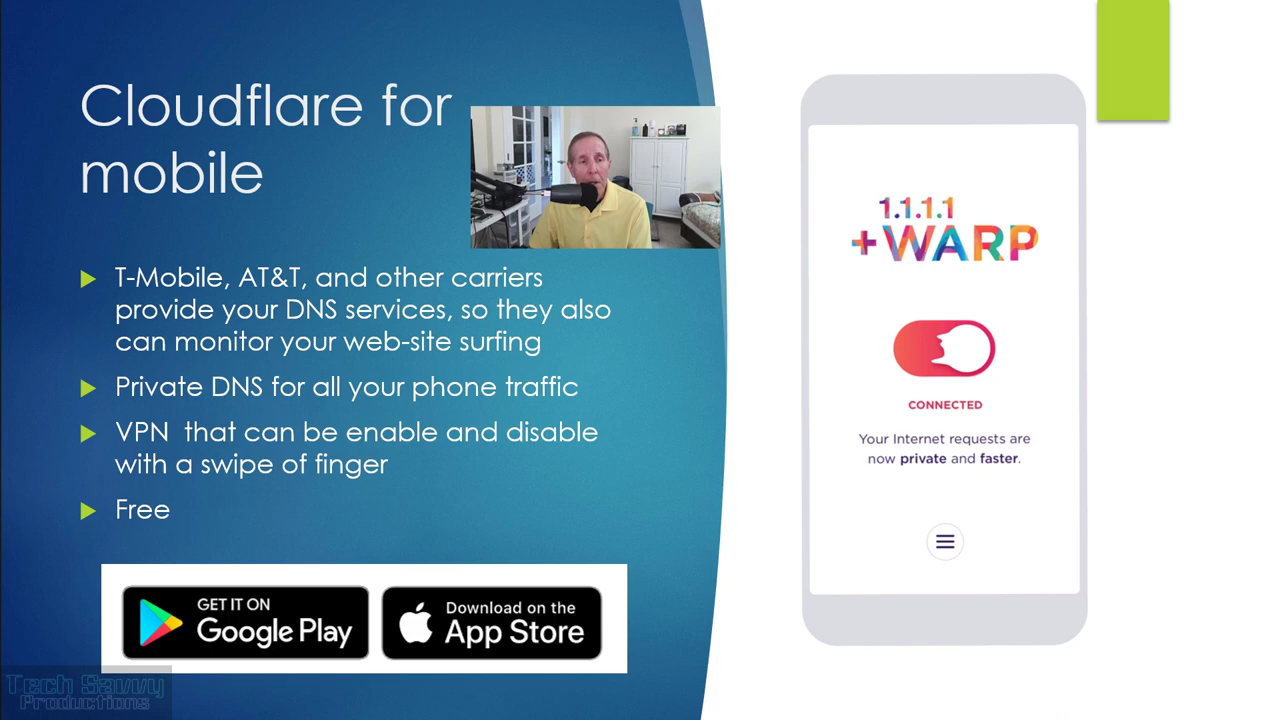 Cloudflare for
mobile
T-Mobile, AT&T, and other carriers
provide your DNS services, so they also
can monitor your web-site surfing
Private DNS for all your phone traffic
VPN that can be enable and disable
with a swipe of finger
Free
GET IT ON
Google Play
Download on the
App Store
1.1.1.1
+WARP
CONNECTED
Your Internet requests are
now private and faster.
Tech Savvy
Productions